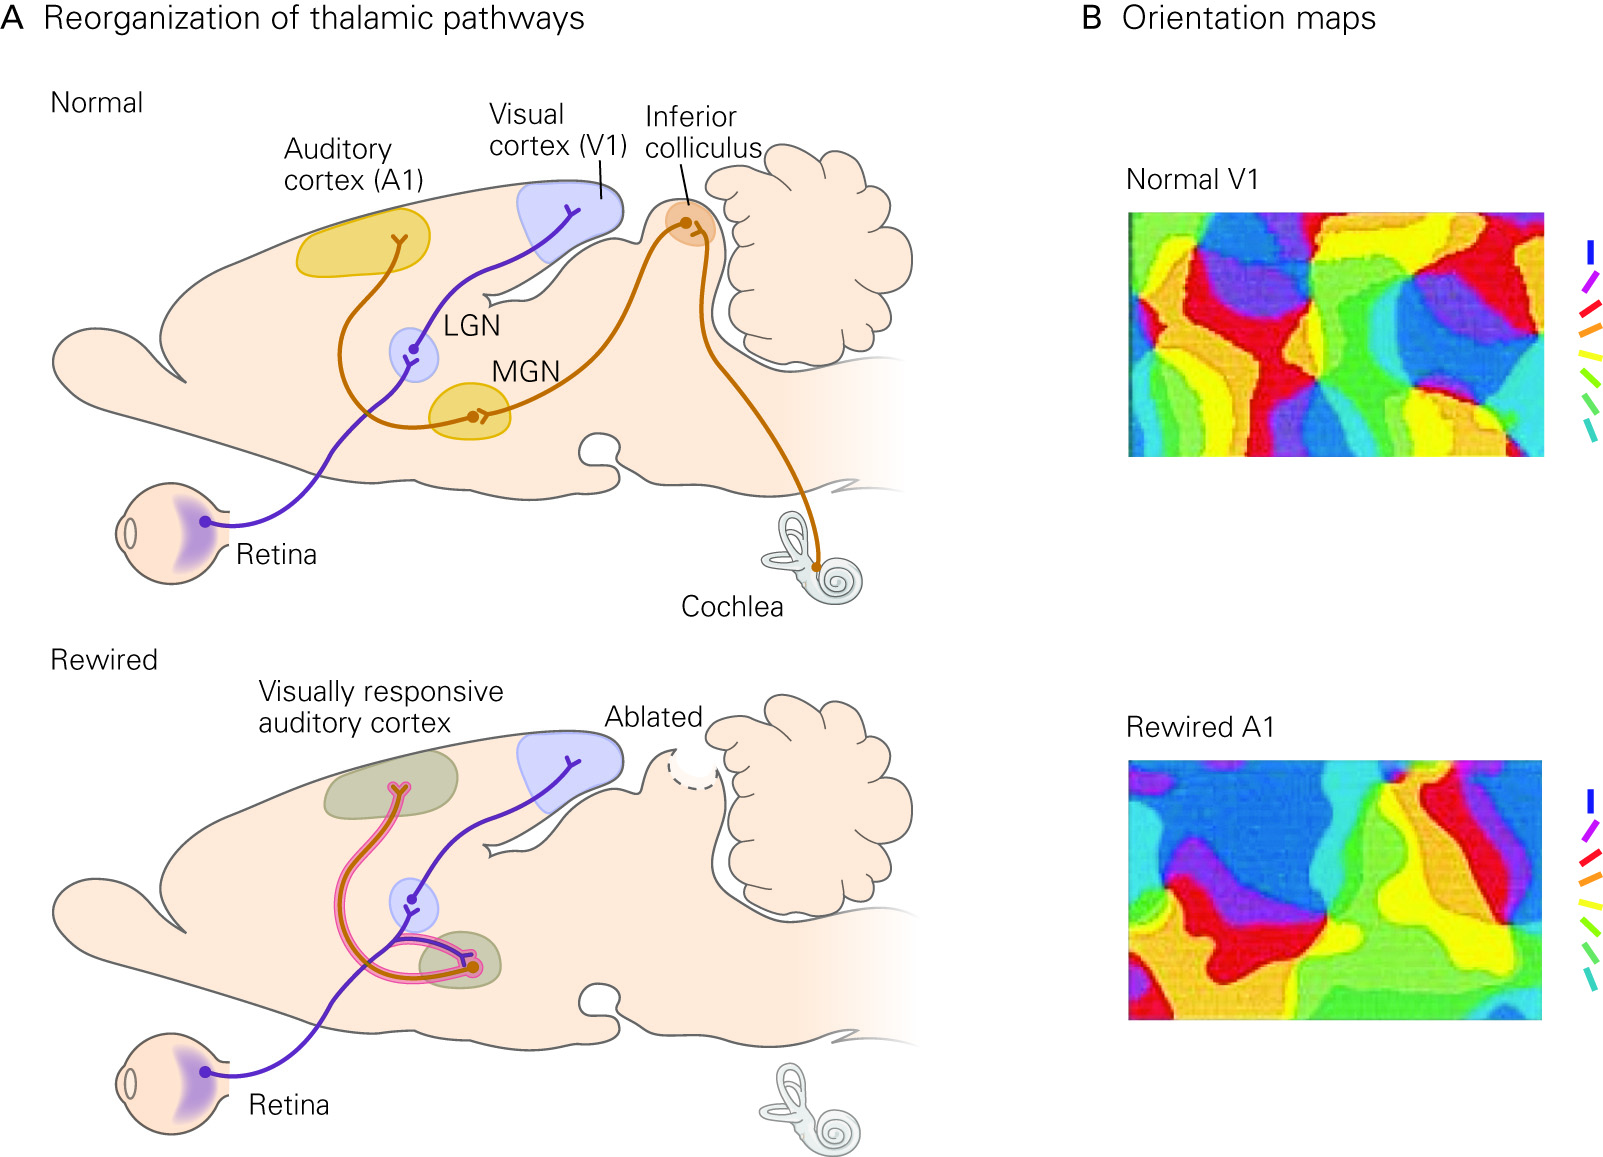 A Reorganization of thalamic pathways
B Orientation maps
Normal
Auditory
cortex (A1)
Visual
cortex (V1)
Inferior
colliculus
LGN
MGN
Retina
Cochlea
Normal V1
Rewired
Visually responsive
auditory cortex
Ablated
Retina
Rewired A1